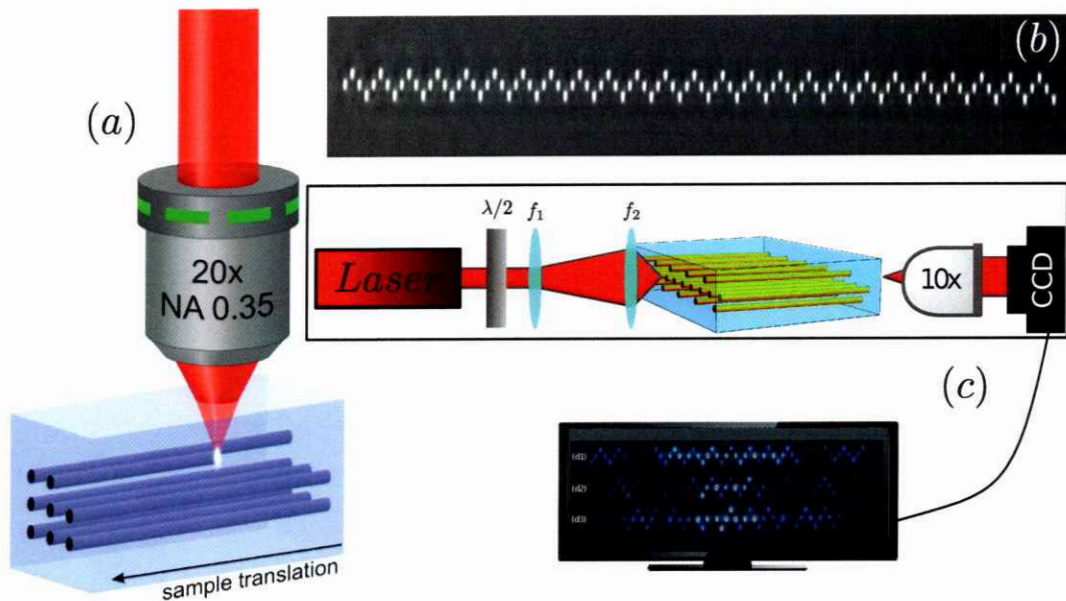 (a)
20x
NA 0.35
sample translation
(b)
λ/2
f₁
f₂
Laser
10x
CCD
(c)
(d1)
(d2)
(d3)